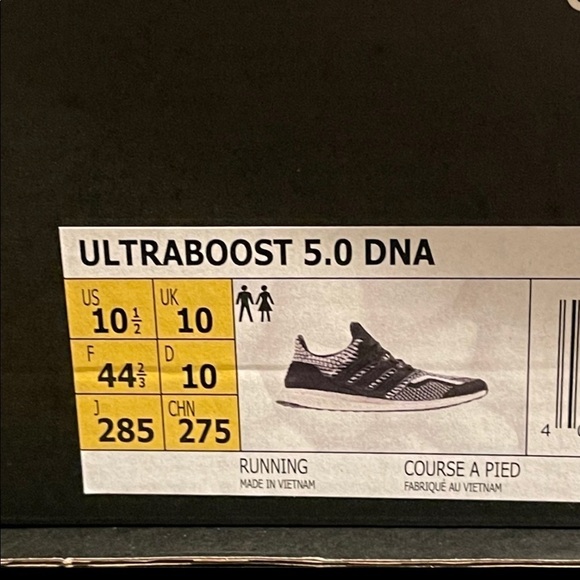 ULTRABOOST 5.0 DNA
US 10½ UK 10
F 44⅔ D 10
J 285 CHN 275
RUNNING COURSE A PIED
MADE IN VIETNAM FABRIQUÉ AU VIETNAM
4